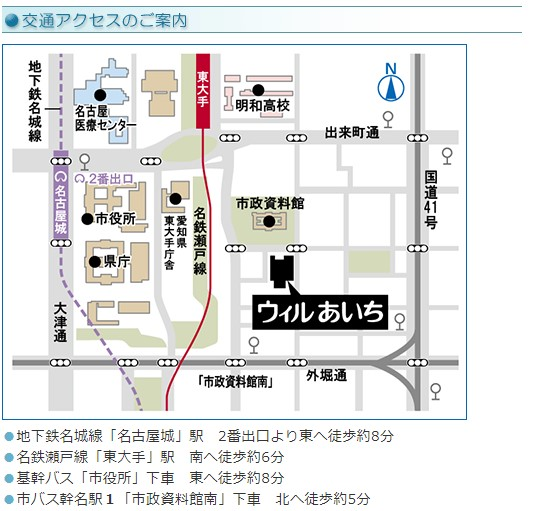 交通アクセスのご案内
地下鉄名城線
名古屋
医療センター
東大手
明和高校
N
出来町通
国道41号
2番出口
名古屋城
市役所
愛知県
東大手庁舎
名鉄瀬戸線
市政資料館
県庁
ウィルあいち
大津通
「市政資料館南」
外堀通
●地下鉄名城線「名古屋城」駅　2番出口より東へ徒歩約8分
●名鉄瀬戸線「東大手」駅　南へ徒歩約6分
●基幹バス「市役所」下車　東へ徒歩約8分
●市バス幹名駅1「市政資料館南」下車　北へ徒歩約5分